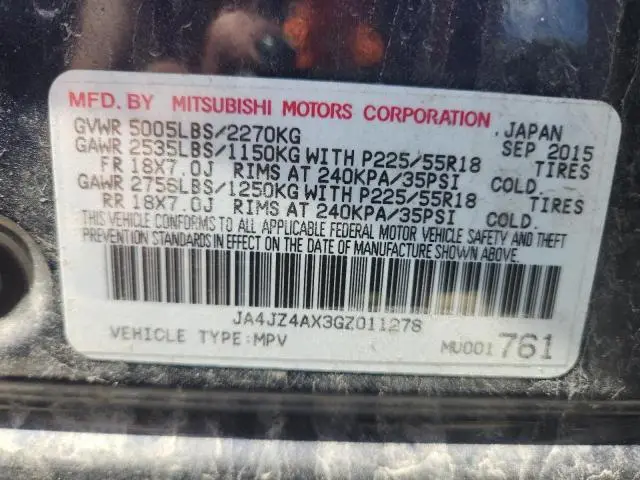 MFD. BY MITSUBISHI MOTORS CORPORATION, JAPAN
GVWR 5005LBS/2270KG SEP 2015
GAWR 2535LBS/1150KG WITH P225/55R18 TIRES
FR 18X7.0J RIMS AT 240KPA/35PSI COLD.
GAWR 2756LBS/1250KG WITH P225/55R18 TIRES
RR 18X7.0J RIMS AT 240KPA/35PSI COLD.
THIS VEHICLE CONFORMS TO ALL APPLICABLE FEDERAL MOTOR VEHICLE SAFETY AND THEFT
PREVENTION STANDARDS IN EFFECT ON THE DATE OF MANUFACTURE SHOWN ABOVE.
JA4JZ4AX3GZ011278
VEHICLE TYPE:MPV MU001761